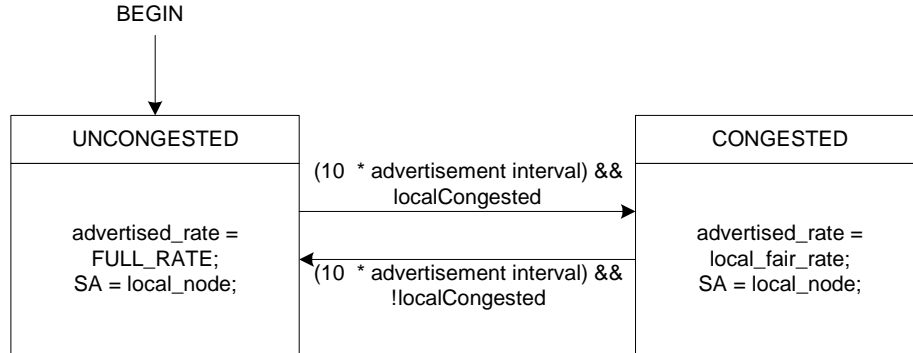 BEGIN
UNCONGESTED
CONGESTED
(10  * advertisement interval) &&
localCongested
advertised_rate =
FULL_RATE;
SA = local_node;
advertised_rate =
local_fair_rate;
SA = local_node;
(10  * advertisement interval) &&
!localCongested